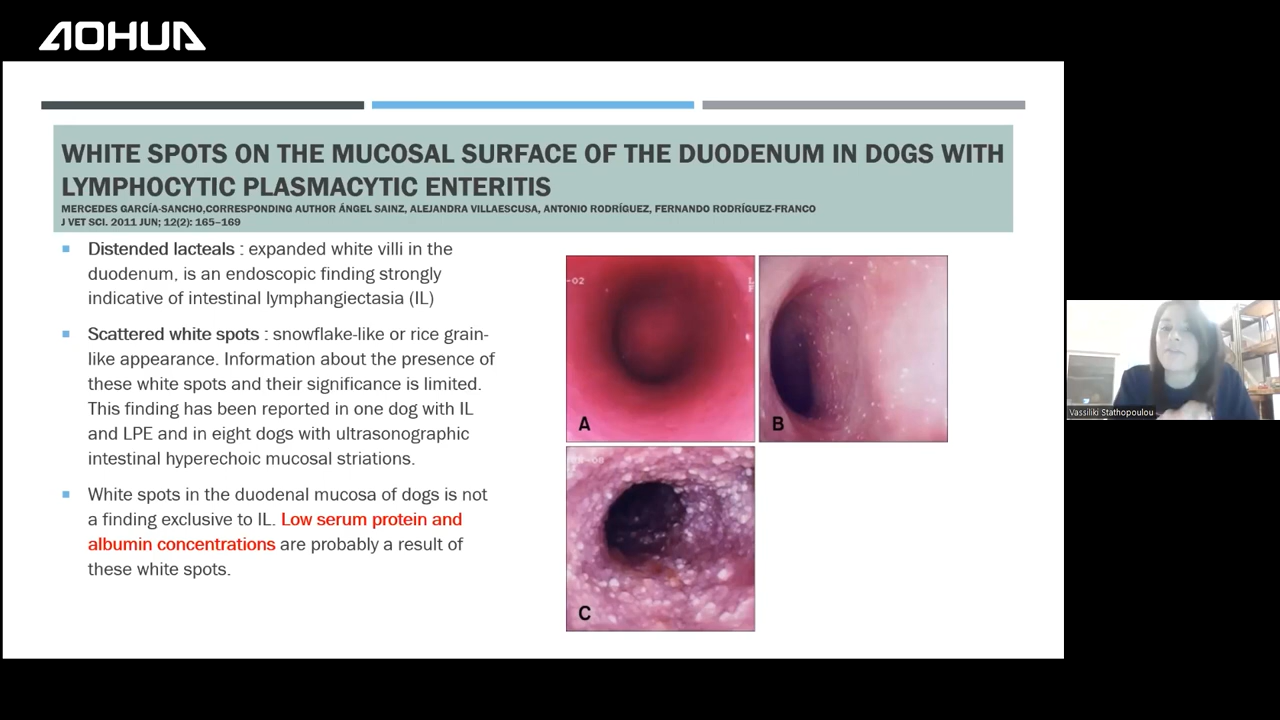 AOHUA
WHITE SPOTS ON THE MUCOSAL SURFACE OF THE DUODENUM IN DOGS WITH
LYMPHOCYTIC PLASMACYTIC ENTERITIS
MERCEDES GARCÍA-SANCHO,CORRESPONDING AUTHOR ÁNGEL SAINZ, ALEJANDRA VILLAESCUSA, ANTONIO RODRÍGUEZ, FERNANDO RODRÍGUEZ-FRANCO
J VET SCI. 2011 JUN; 12(2): 165–169
Distended lacteals : expanded white villi in the
duodenum, is an endoscopic finding strongly
indicative of intestinal lymphangiectasia (IL)
Scattered white spots : snowflake-like or rice grain-
like appearance. Information about the presence of
these white spots and their significance is limited.
This finding has been reported in one dog with IL
and LPE and in eight dogs with ultrasonographic
intestinal hyperechoic mucosal striations.
White spots in the duodenal mucosa of dogs is not
a finding exclusive to IL. Low serum protein and
albumin concentrations are probably a result of
these white spots.
-02
A
B
C
Vassiliki Stathopoulou